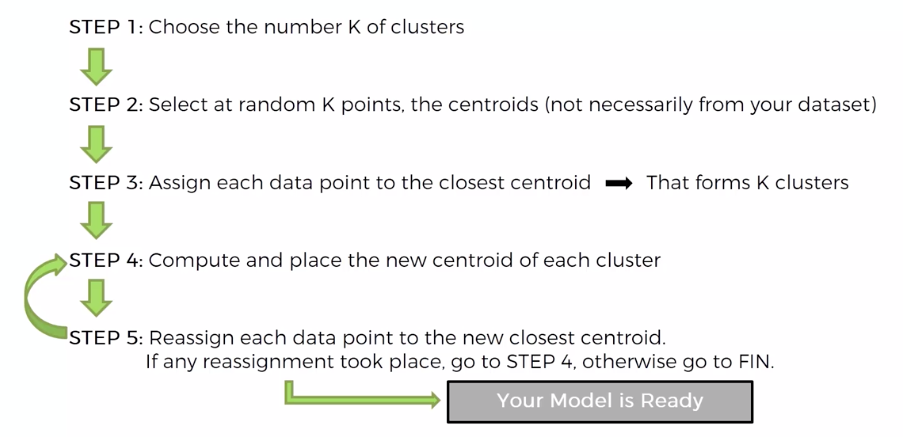 STEP 1: Choose the number K of clusters
STEP 2: Select at random K points, the centroids (not necessarily from your dataset)
STEP 3: Assign each data point to the closest centroid ➡ That forms K clusters
STEP 4: Compute and place the new centroid of each cluster
STEP 5: Reassign each data point to the new closest centroid.
If any reassignment took place, go to STEP 4, otherwise go to FIN.
Your Model is Ready